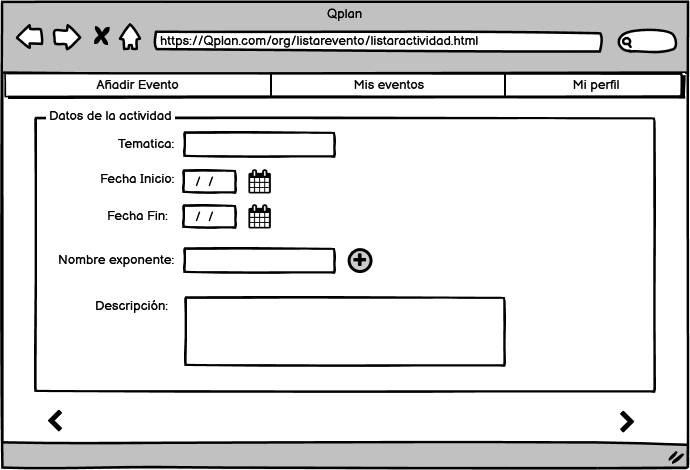 Qplan
https://Qplan.com/org/listarevento/listaractividad.html
Añadir Evento
Mis eventos
Mi perfil
Datos de la actividad
Tematica:
Fecha Inicio:
/ /
Fecha Fin:
/ /
Nombre exponente:
Descripción: